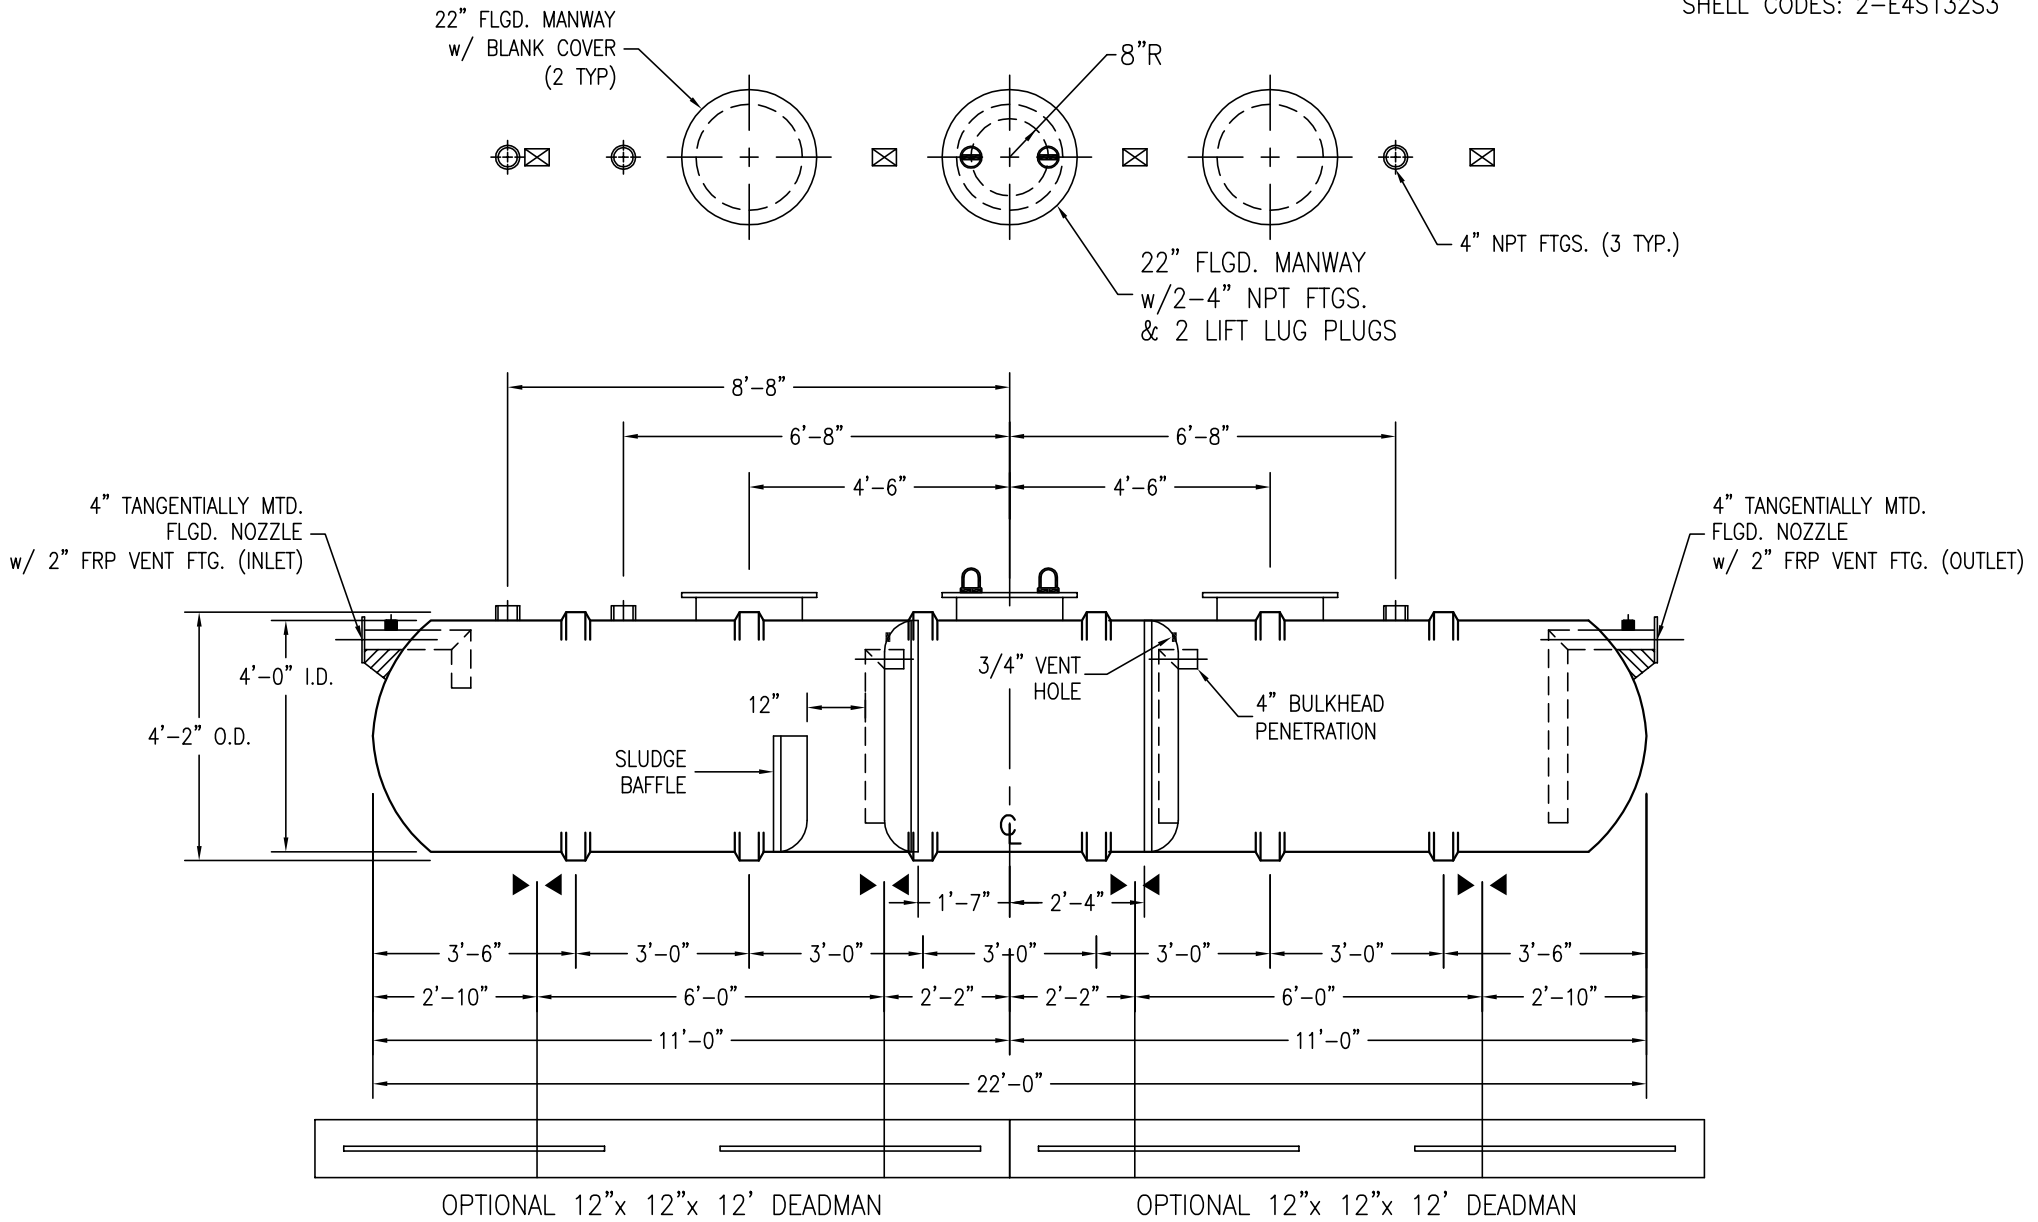 SHELL CODES: 2-E4S132S3
22" FLGD. MANWAY
w/ BLANK COVER
(2 TYP)
8"R
4" NPT FTGS. (3 TYP.)
22" FLGD. MANWAY
w/2-4" NPT FTGS.
& 2 LIFT LUG PLUGS
8'-8"
6'-8"
6'-8"
4'-6"
4'-6"
4" TANGENTIALLY MTD.
FLGD. NOZZLE
w/ 2" FRP VENT FTG. (INLET)
4" TANGENTIALLY MTD.
FLGD. NOZZLE
w/ 2" FRP VENT FTG. (OUTLET)
4'-0" I.D.
4'-2" O.D.
12"
SLUDGE
BAFFLE
3/4" VENT
HOLE
4" BULKHEAD
PENETRATION
CL
1'-7"
2'-4"
3'-6"
3'-0"
3'-0"
3'-0"
3'-0"
3'-0"
3'-6"
2'-10"
6'-0"
2'-2"
2'-2"
6'-0"
2'-10"
11'-0"
11'-0"
22'-0"
OPTIONAL 12"x 12"x 12' DEADMAN
OPTIONAL 12"x 12"x 12' DEADMAN